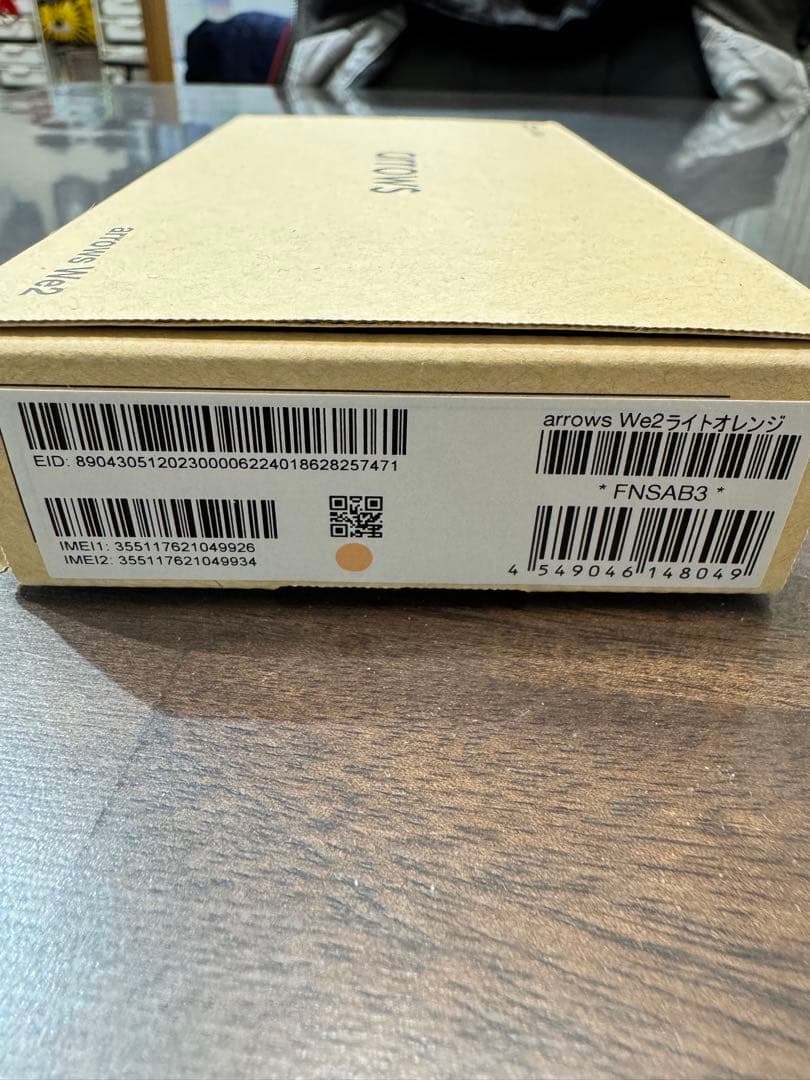 arrows
arrows We2
EID: 89043051202300006224018628257471
IMEI1: 355117621049926
IMEI2: 355117621049934
arrows We2ライトオレンジ
* FNSAB3 *
4 549046 148049